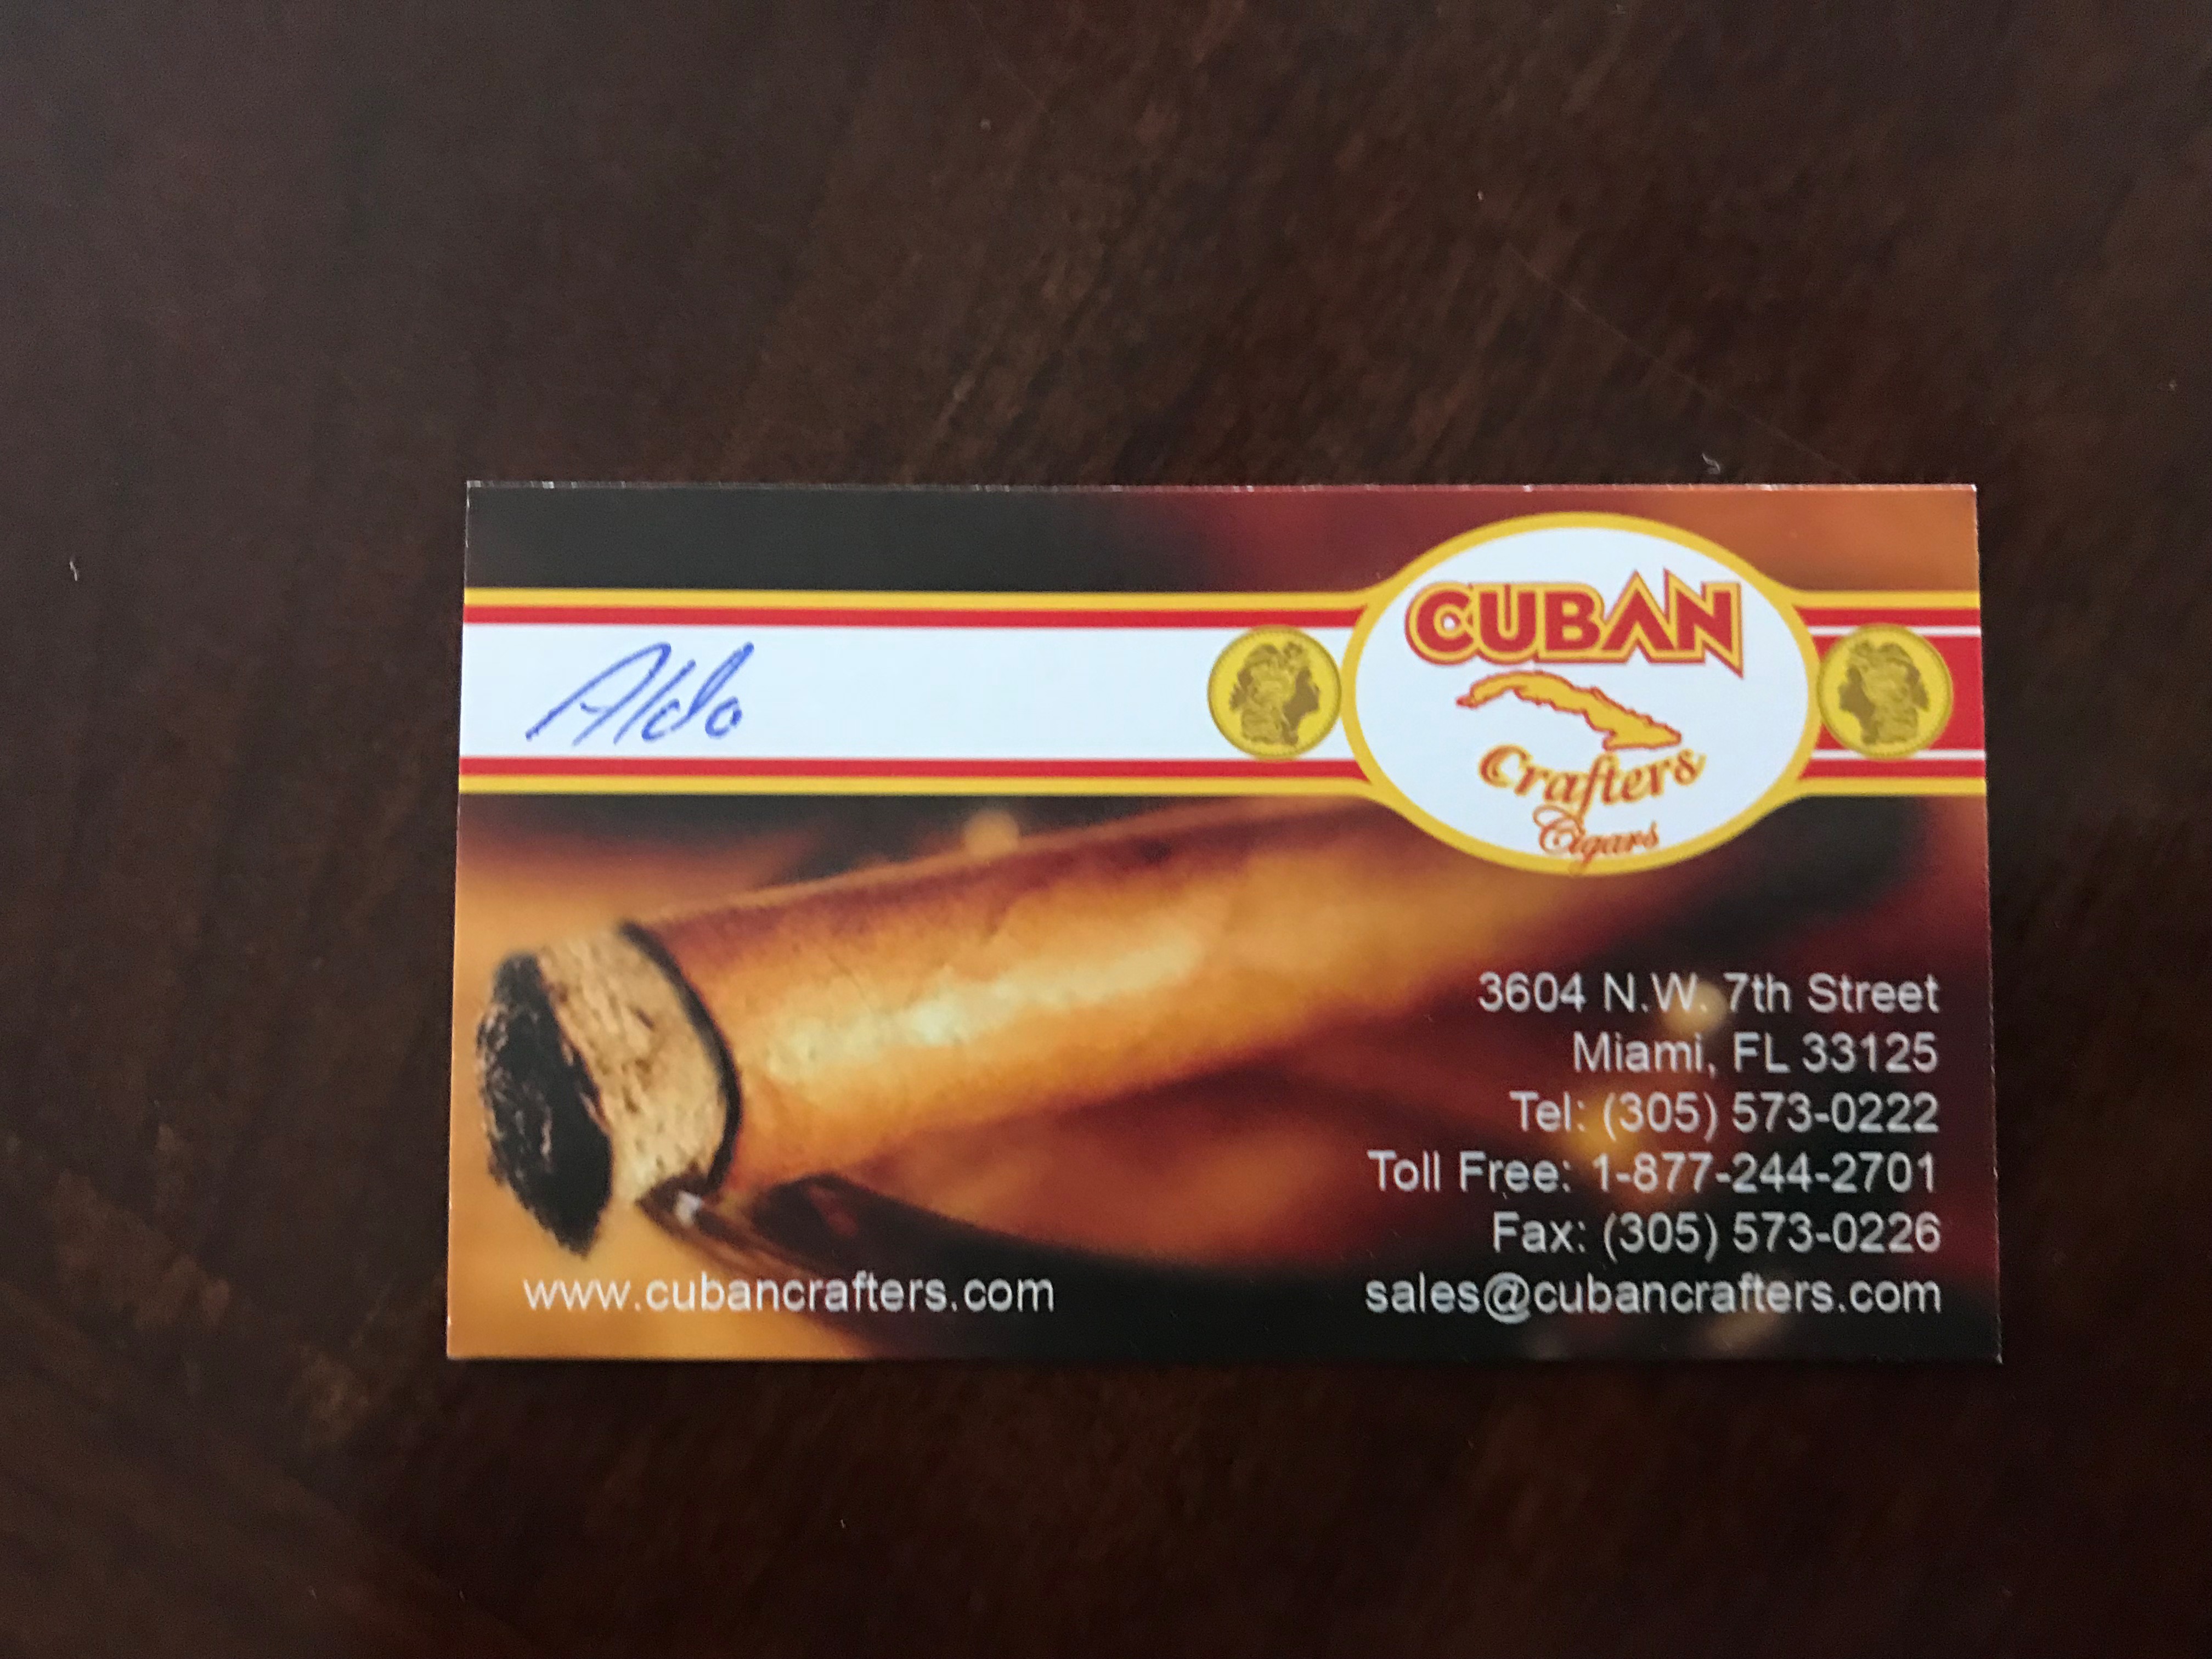 Aldo
CUBAN
Crafters
Cigars
3604 N.W. 7th Street
Miami, FL 33125
Tel: (305) 573-0222
Toll Free: 1-877-244-2701
Fax: (305) 573-0226
www.cubancrafters.com
sales@cubancrafters.com